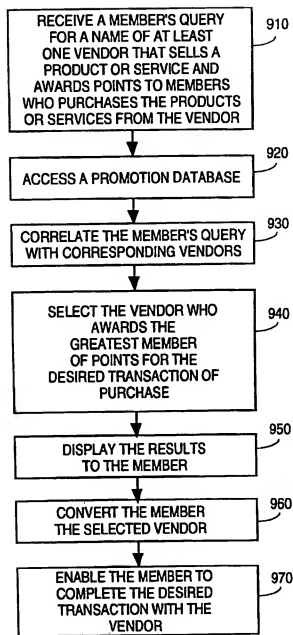 RECEIVE A MEMBER'S QUERY
FOR A NAME OF AT LEAST
ONE VENDOR THAT SELLS A
PRODUCT OR SERVICE AND
AWARDS POINTS TO MEMBERS
WHO PURCHASES THE PRODUCTS
OR SERVICES FROM THE VENDOR
910
ACCESS A PROMOTION DATABASE
920
CORRELATE THE MEMBER'S QUERY
WITH CORRESPONDING VENDORS
930
SELECT THE VENDOR WHO
AWARDS THE
GREATEST MEMBER
OF POINTS FOR THE
DESIRED TRANSACTION OF
PURCHASE
940
DISPLAY THE RESULTS
TO THE MEMBER
950
CONVERT THE MEMBER
THE SELECTED VENDOR
960
ENABLE THE MEMBER TO
COMPLETE THE DESIRED
TRANSACTION WITH THE
VENDOR
970